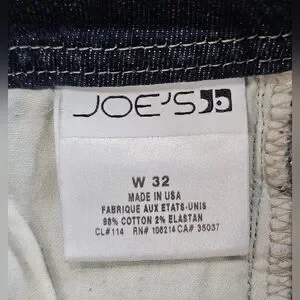 JOE'S
W 32
MADE IN USA
FABRIQUE AUX ETATS-UNIS
98% COTTON 2% ELASTAN
CL#114 RN# 106214 CA# 35037